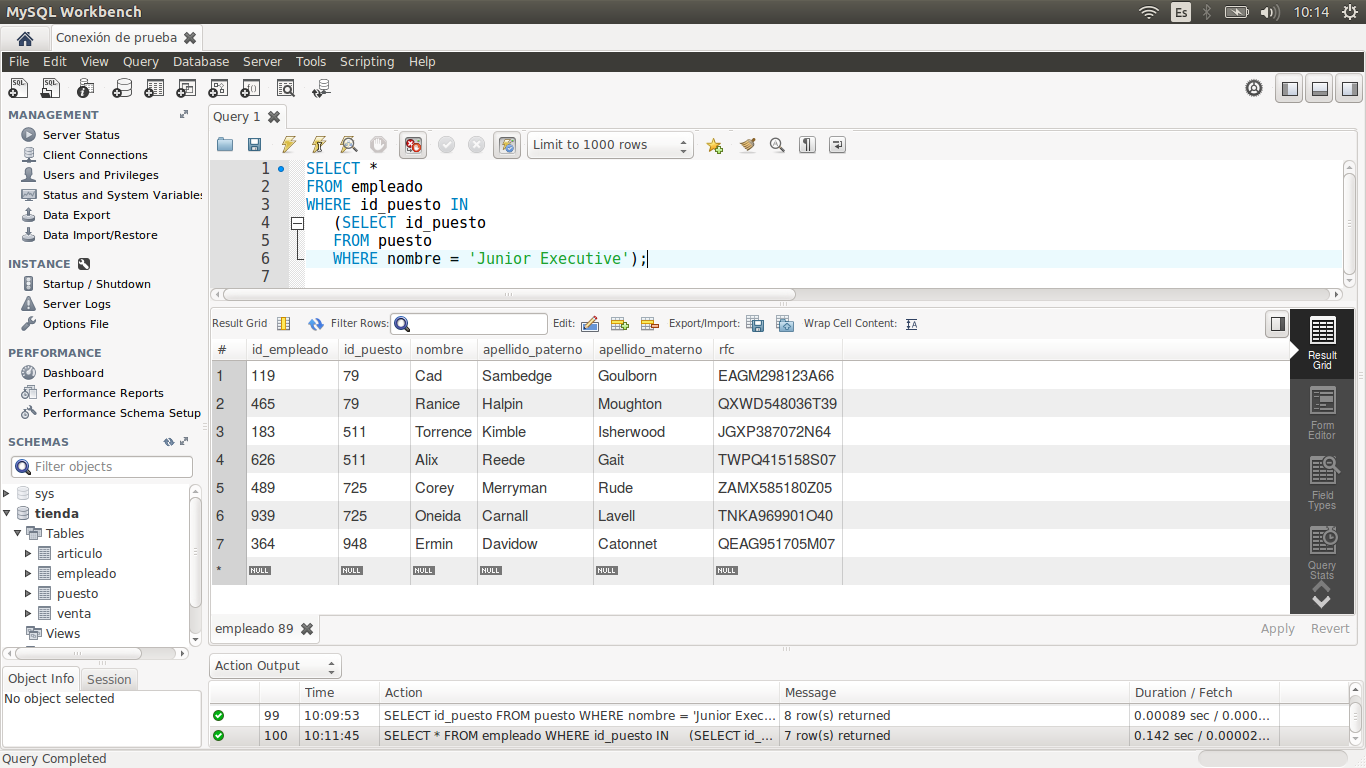 MySQL Workbench
Es
10:14
Conexión de prueba
File Edit View Query Database Server Tools Scripting Help
MANAGEMENT
Server Status
Client Connections
Users and Privileges
Status and System Variables
Data Export
Data Import/Restore
INSTANCE
Startup / Shutdown
Server Logs
Options File
PERFORMANCE
Dashboard
Performance Reports
Performance Schema Setup
SCHEMAS
Filter objects
sys
tienda
Tables
articulo
empleado
puesto
venta
Views
Object Info Session
No object selected
Query 1
Limit to 1000 rows
1 SELECT *
2 FROM empleado
3 WHERE id_puesto IN
4 (SELECT id_puesto
5 FROM puesto
6 WHERE nombre = 'Junior Executive');
7
Result Grid Filter Rows: Edit: Export/Import: Wrap Cell Content:
# id_empleado id_puesto nombre apellido_paterno apellido_materno rfc
1 119 79 Cad Sambedge Goulborn EAGM298123A66
2 465 79 Ranice Halpin Moughton QXWD548036T39
3 183 511 Torrence Kimble Isherwood JGXP387072N64
4 626 511 Alix Reede Gait TWPQ415158S07
5 489 725 Corey Merryman Rude ZAMX585180Z05
6 939 725 Oneida Carnall Lavell TNKA969901O40
7 364 948 Ermin Davidow Catonnet QEAG951705M07
* NULL NULL NULL NULL NULL NULL
Result
Grid
Form
Editor
Field
Types
Query
Stats
empleado 89
Apply Revert
Action Output
Time Action Message Duration / Fetch
99 10:09:53 SELECT id_puesto FROM puesto WHERE nombre = 'Junior Exec... 8 row(s) returned 0.00089 sec / 0.000...
100 10:11:45 SELECT * FROM empleado WHERE id_puesto IN (SELECT id_... 7 row(s) returned 0.142 sec / 0.00002...
Query Completed